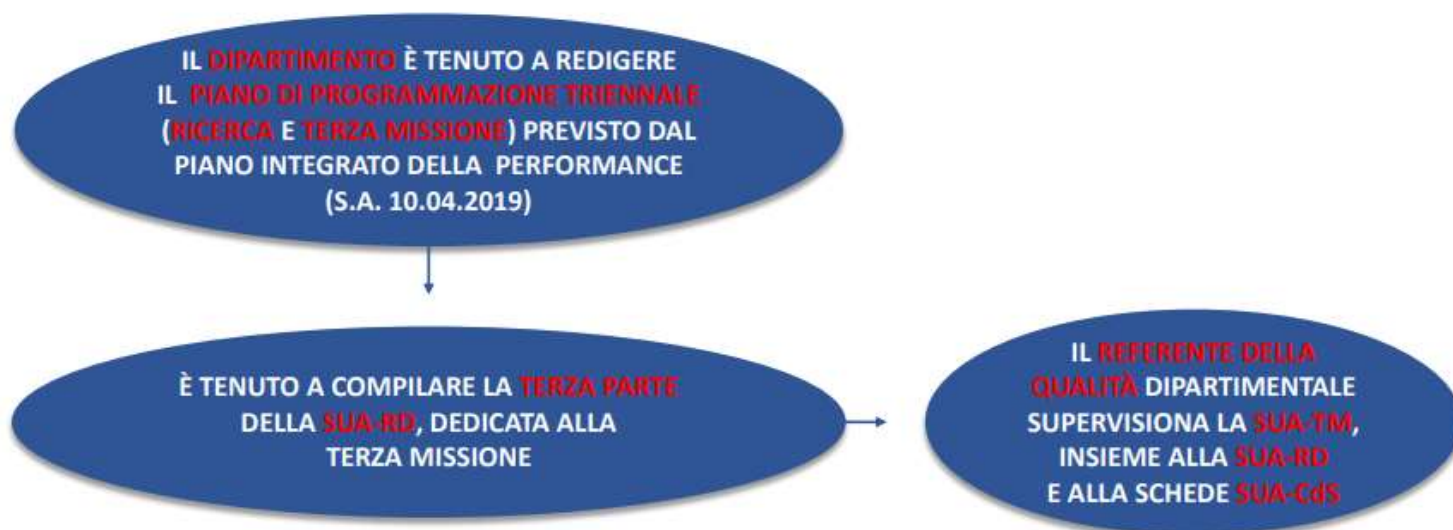 IL DIPARTIMENTO È TENUTO A REDIGERE
IL PIANO DI PROGRAMMAZIONE TRIENNALE
(RICERCA E TERZA MISSIONE) PREVISTO DAL
PIANO INTEGRATO DELLA PERFORMANCE
(S.A. 10.04.2019)
È TENUTO A COMPILARE LA TERZA PARTE
DELLA SUA-RD, DEDICATA ALLA
TERZA MISSIONE
IL REFERENTE DELLA
QUALITÀ DIPARTIMENTALE
SUPERVISIONA LA SUA-TM,
INSIEME ALLA SUA-RD
E ALLA SCHEDE SUA-CdS